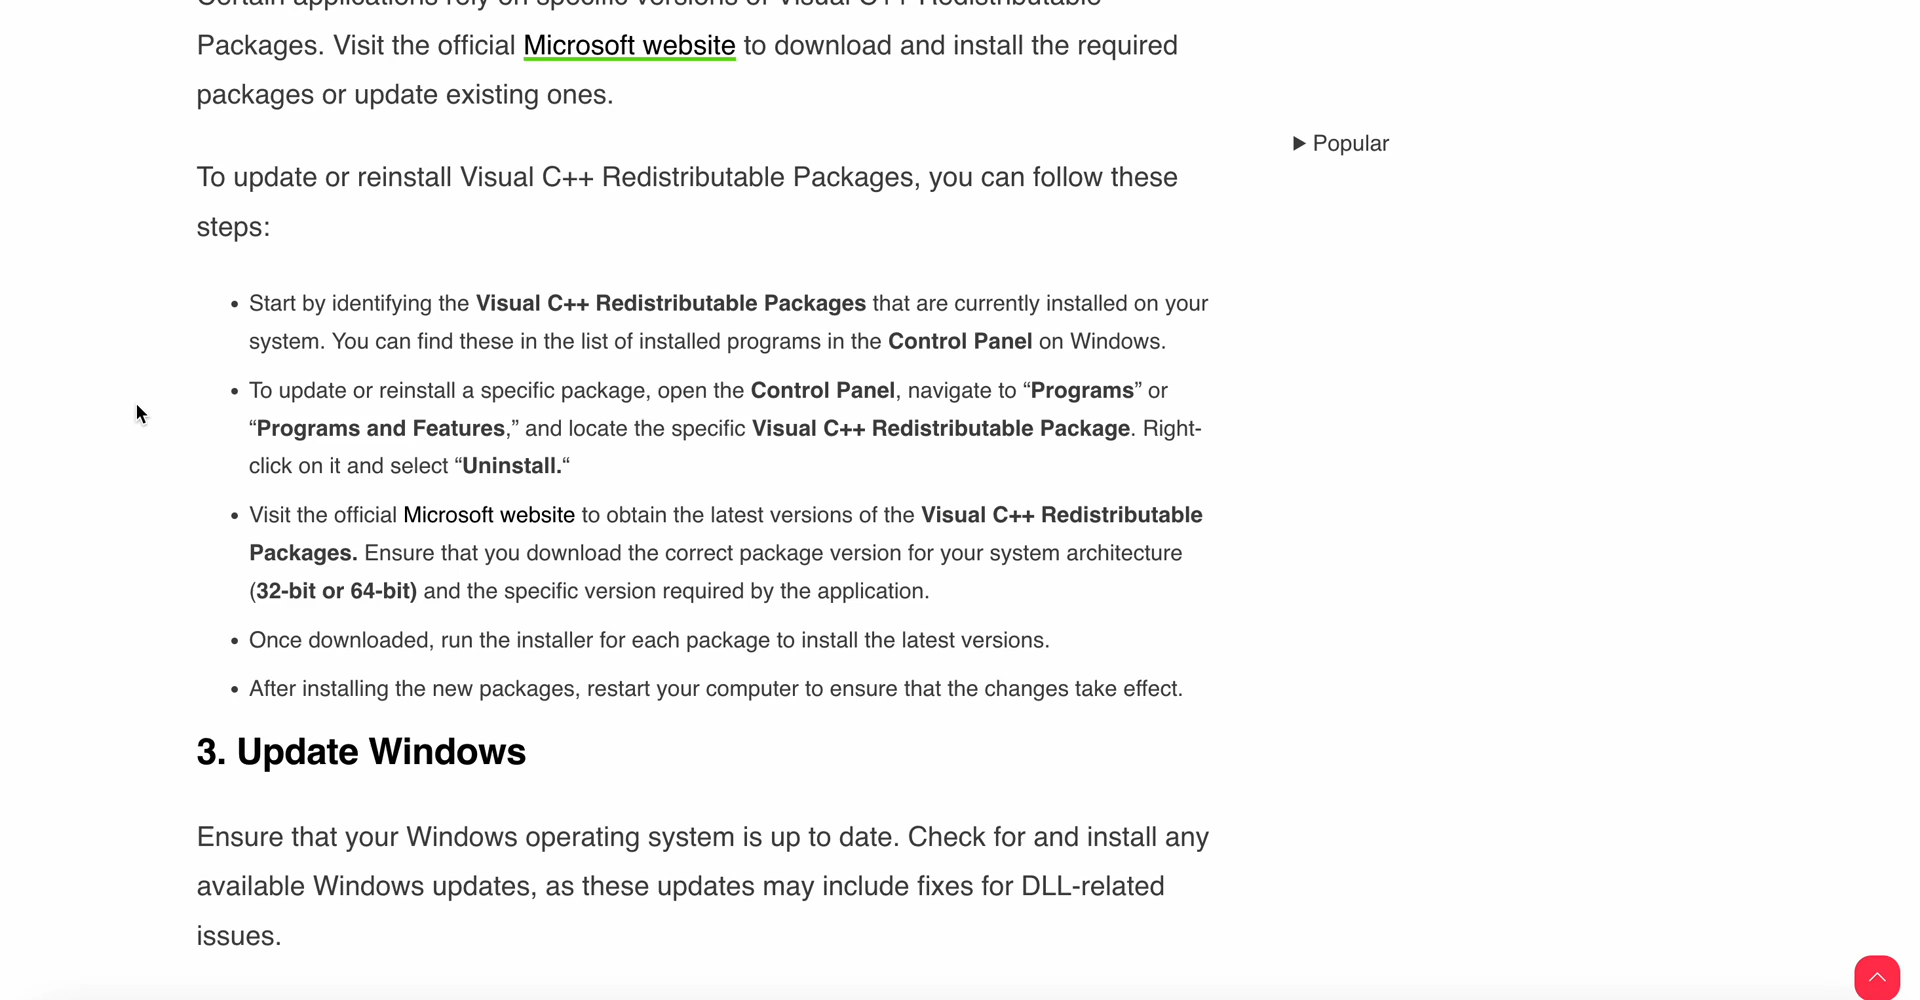 Certain applications rely on specific versions of Visual C++ Redistributable
Packages. Visit the official Microsoft website to download and install the required
packages or update existing ones.
▶ Popular
To update or reinstall Visual C++ Redistributable Packages, you can follow these
steps:
• Start by identifying the Visual C++ Redistributable Packages that are currently installed on your
system. You can find these in the list of installed programs in the Control Panel on Windows.
• To update or reinstall a specific package, open the Control Panel, navigate to “Programs” or
“Programs and Features,” and locate the specific Visual C++ Redistributable Package. Right-
click on it and select “Uninstall.“
• Visit the official Microsoft website to obtain the latest versions of the Visual C++ Redistributable
Packages. Ensure that you download the correct package version for your system architecture
(32-bit or 64-bit) and the specific version required by the application.
• Once downloaded, run the installer for each package to install the latest versions.
• After installing the new packages, restart your computer to ensure that the changes take effect.
3. Update Windows
Ensure that your Windows operating system is up to date. Check for and install any
available Windows updates, as these updates may include fixes for DLL-related
issues.